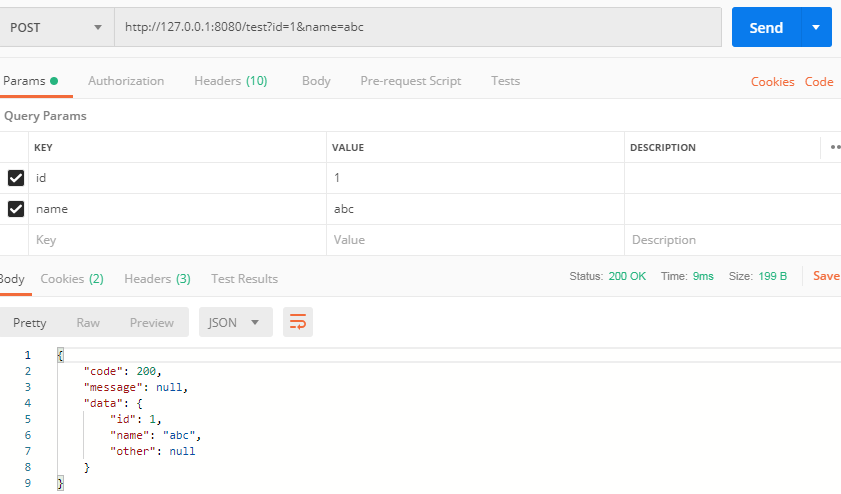 POST http://127.0.0.1:8080/test?id=1&name=abc Send
Params Authorization Headers (10) Body Pre-request Script Tests Cookies Code
Query Params
KEY VALUE DESCRIPTION
id 1
name abc
Key Value Description
Body Cookies (2) Headers (3) Test Results Status: 200 OK Time: 9ms Size: 199 B Save
Pretty Raw Preview JSON
1 {
2 "code": 200,
3 "message": null,
4 "data": {
5 "id": 1,
6 "name": "abc",
7 "other": null
8 }
9 }